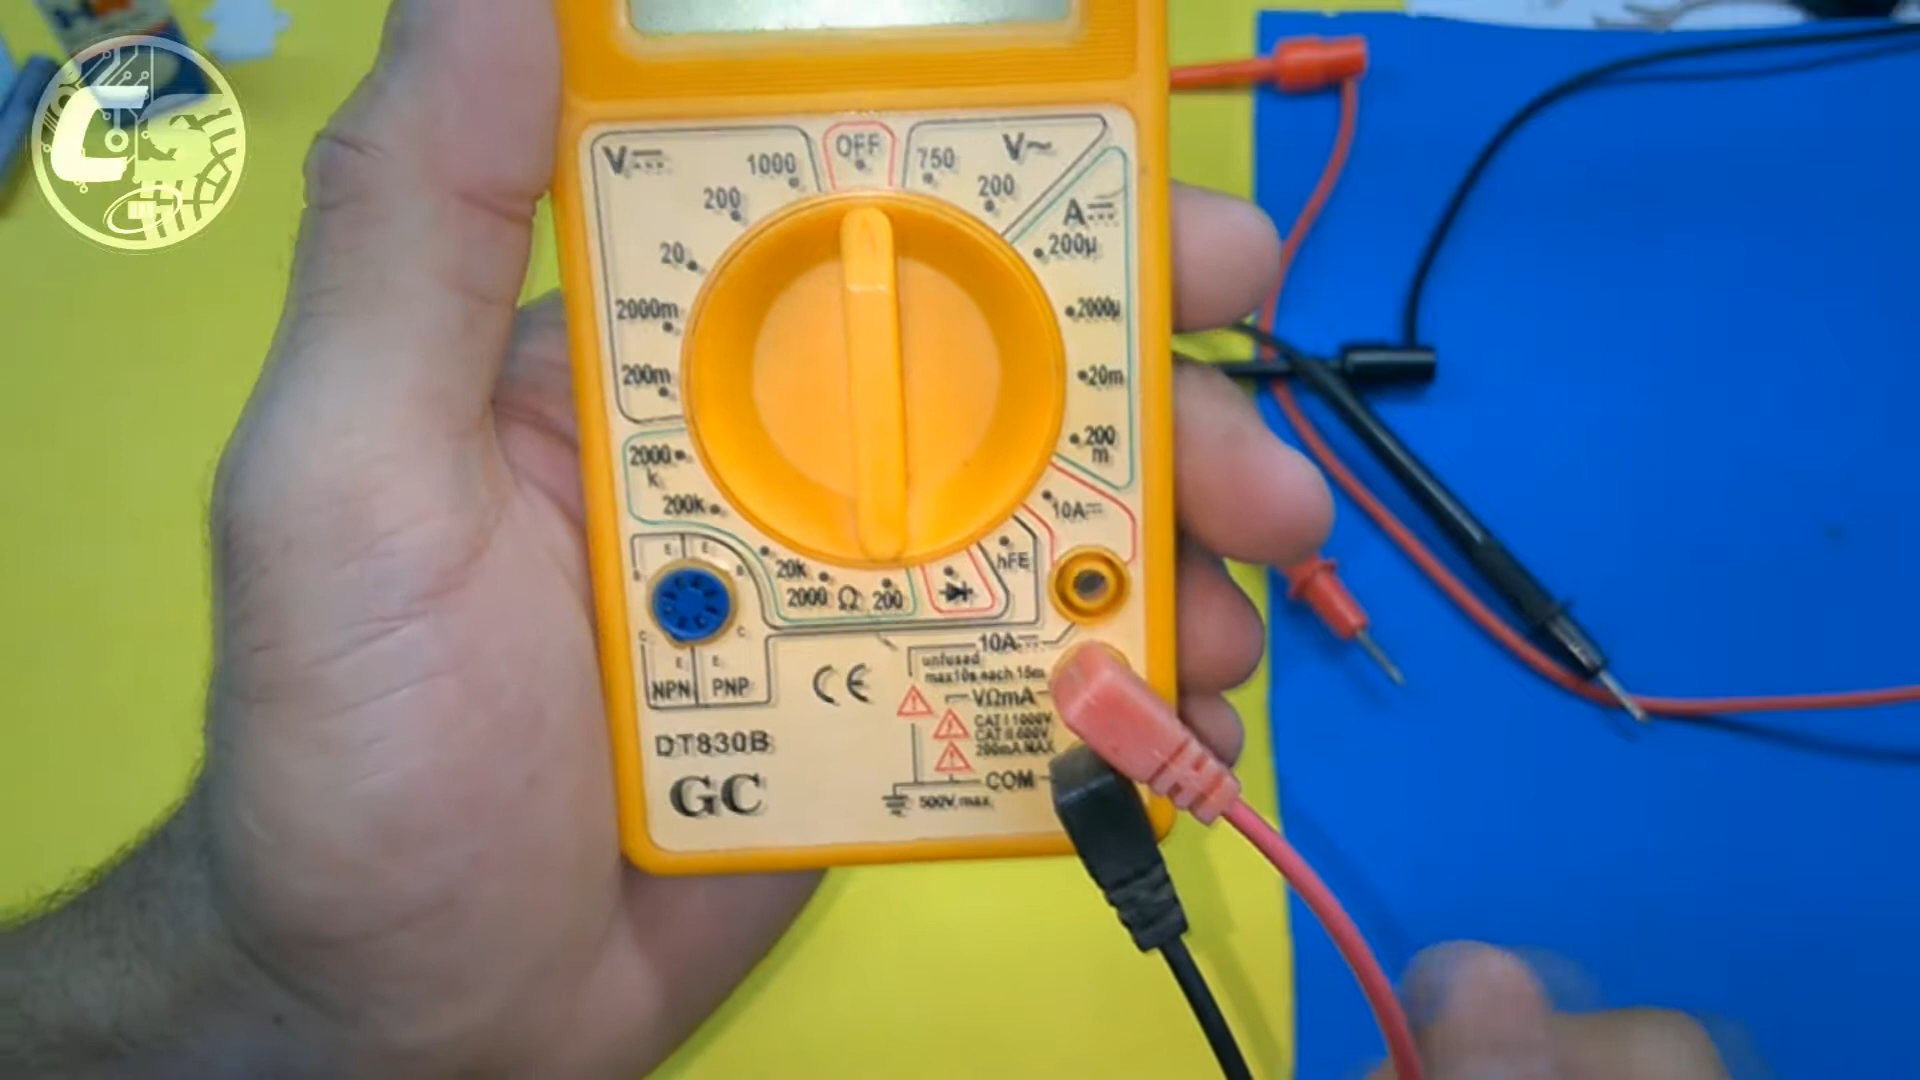 CS
V⎓
1000
OFF
750
V~
200
200
A⎓
20
200µ
2000m
2000µ
200m
20m
2000
k
200
m
200k
10A⎓
E
E
B
B
20k
hFE
2000 Ω 200
C
C
10A⎓
E
E
unfused
max10s each 15m
NPN
PNP
CE
VΩmA
CAT I 1000V
CAT II 600V
200mA MAX
DT830B
COM
GC
500V max